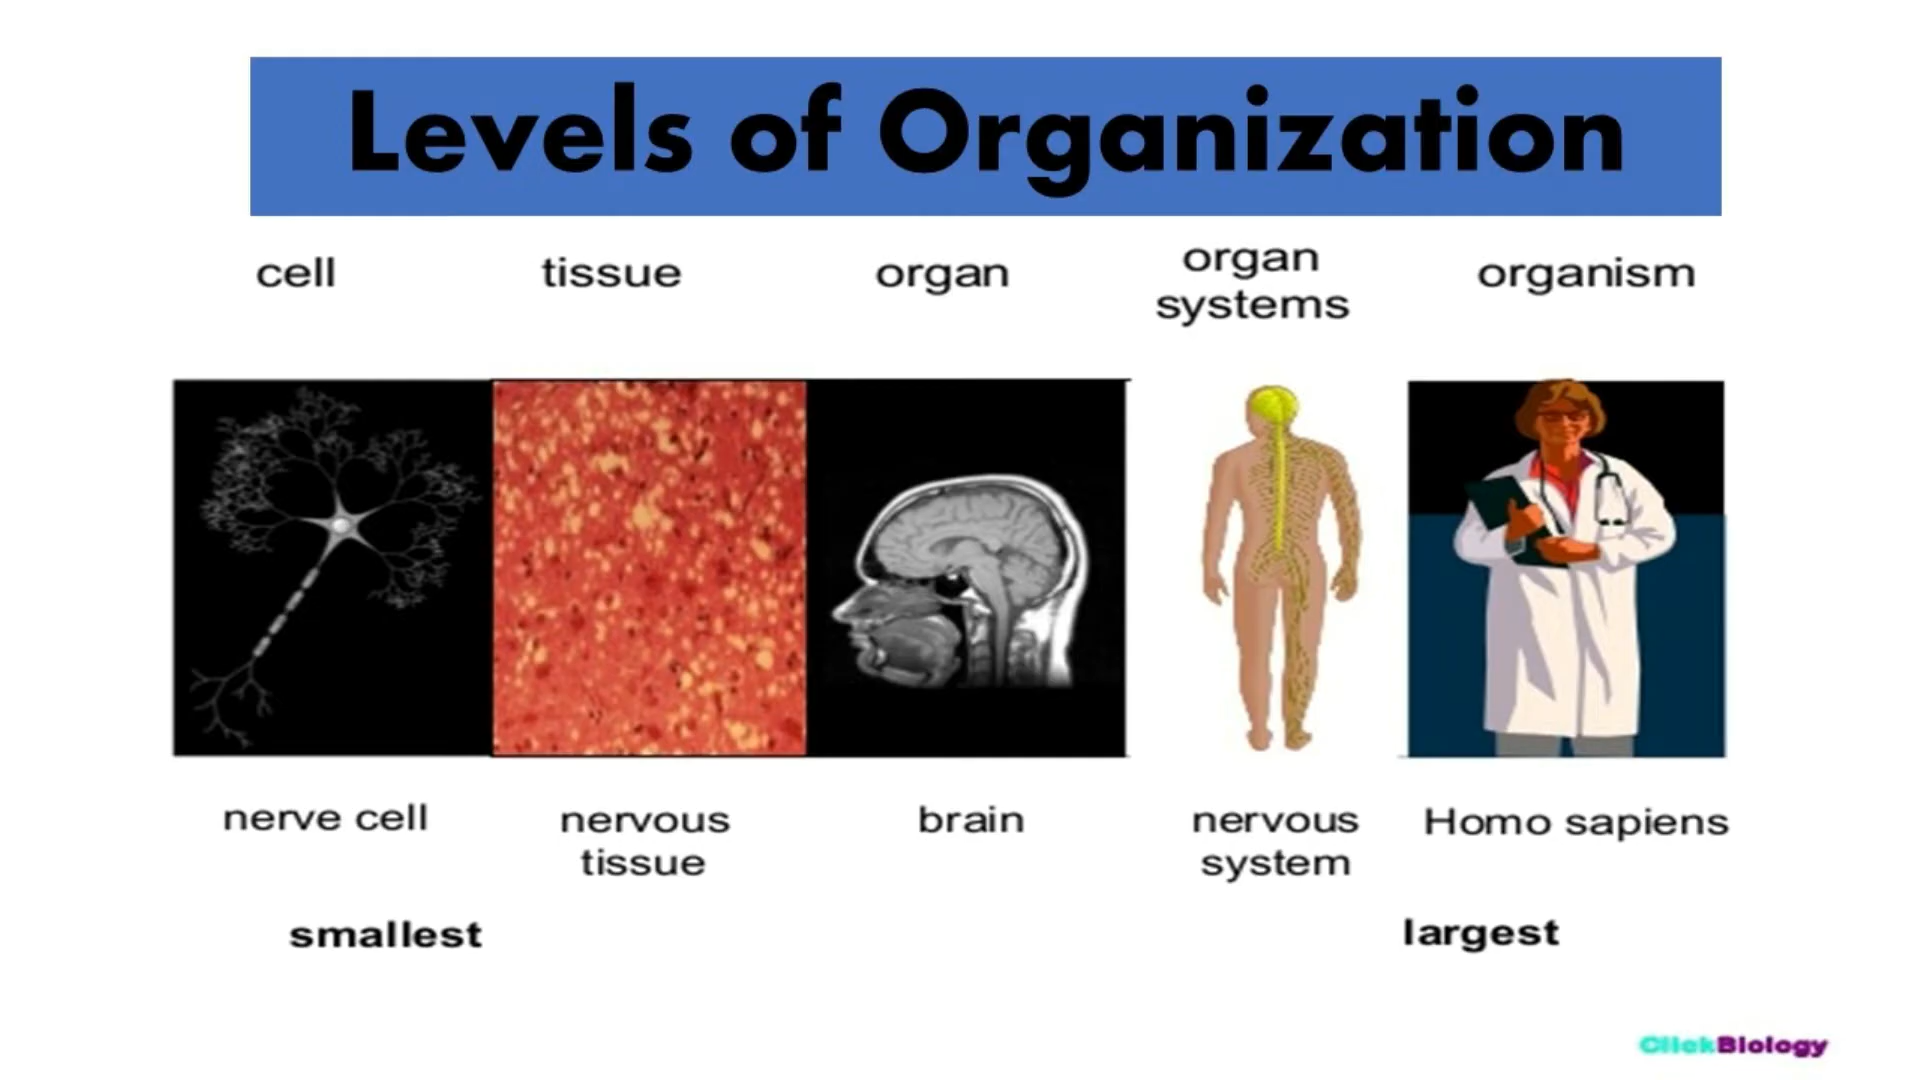 Levels of Organization
cell
tissue
organ
organ
systems
organism
nerve cell
nervous
tissue
brain
nervous
system
Homo sapiens
smallest
largest
ClickBiology